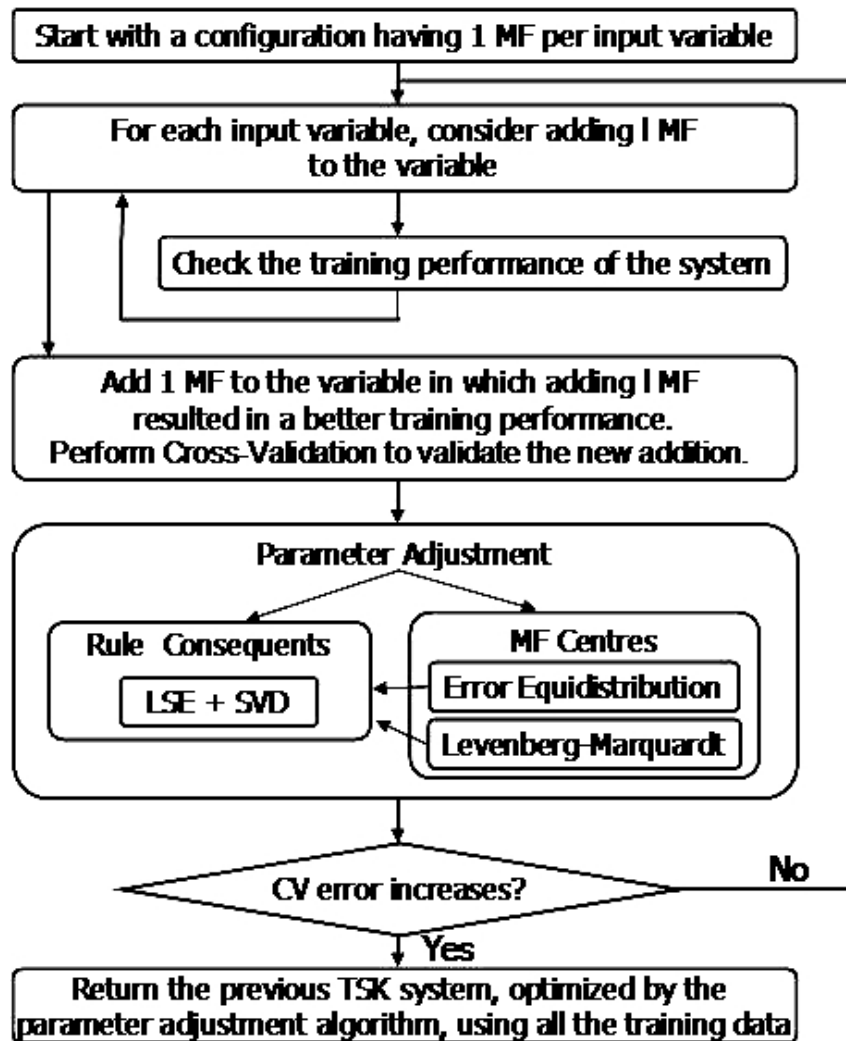 Start with a configuration having 1 MF per input variable
For each input variable, consider adding l MF
to the variable
Check the training performance of the system
Add 1 MF to the variable in which adding l MF
resulted in a better training performance.
Perform Cross-Validation to validate the new addition.
Parameter Adjustment
Rule Consequents
LSE + SVD
MF Centres
Error Equidistribution
Levenberg-Marquardt
CV error increases?
No
Yes
Return the previous TSK system, optimized by the
parameter adjustment algorithm, using all the training data